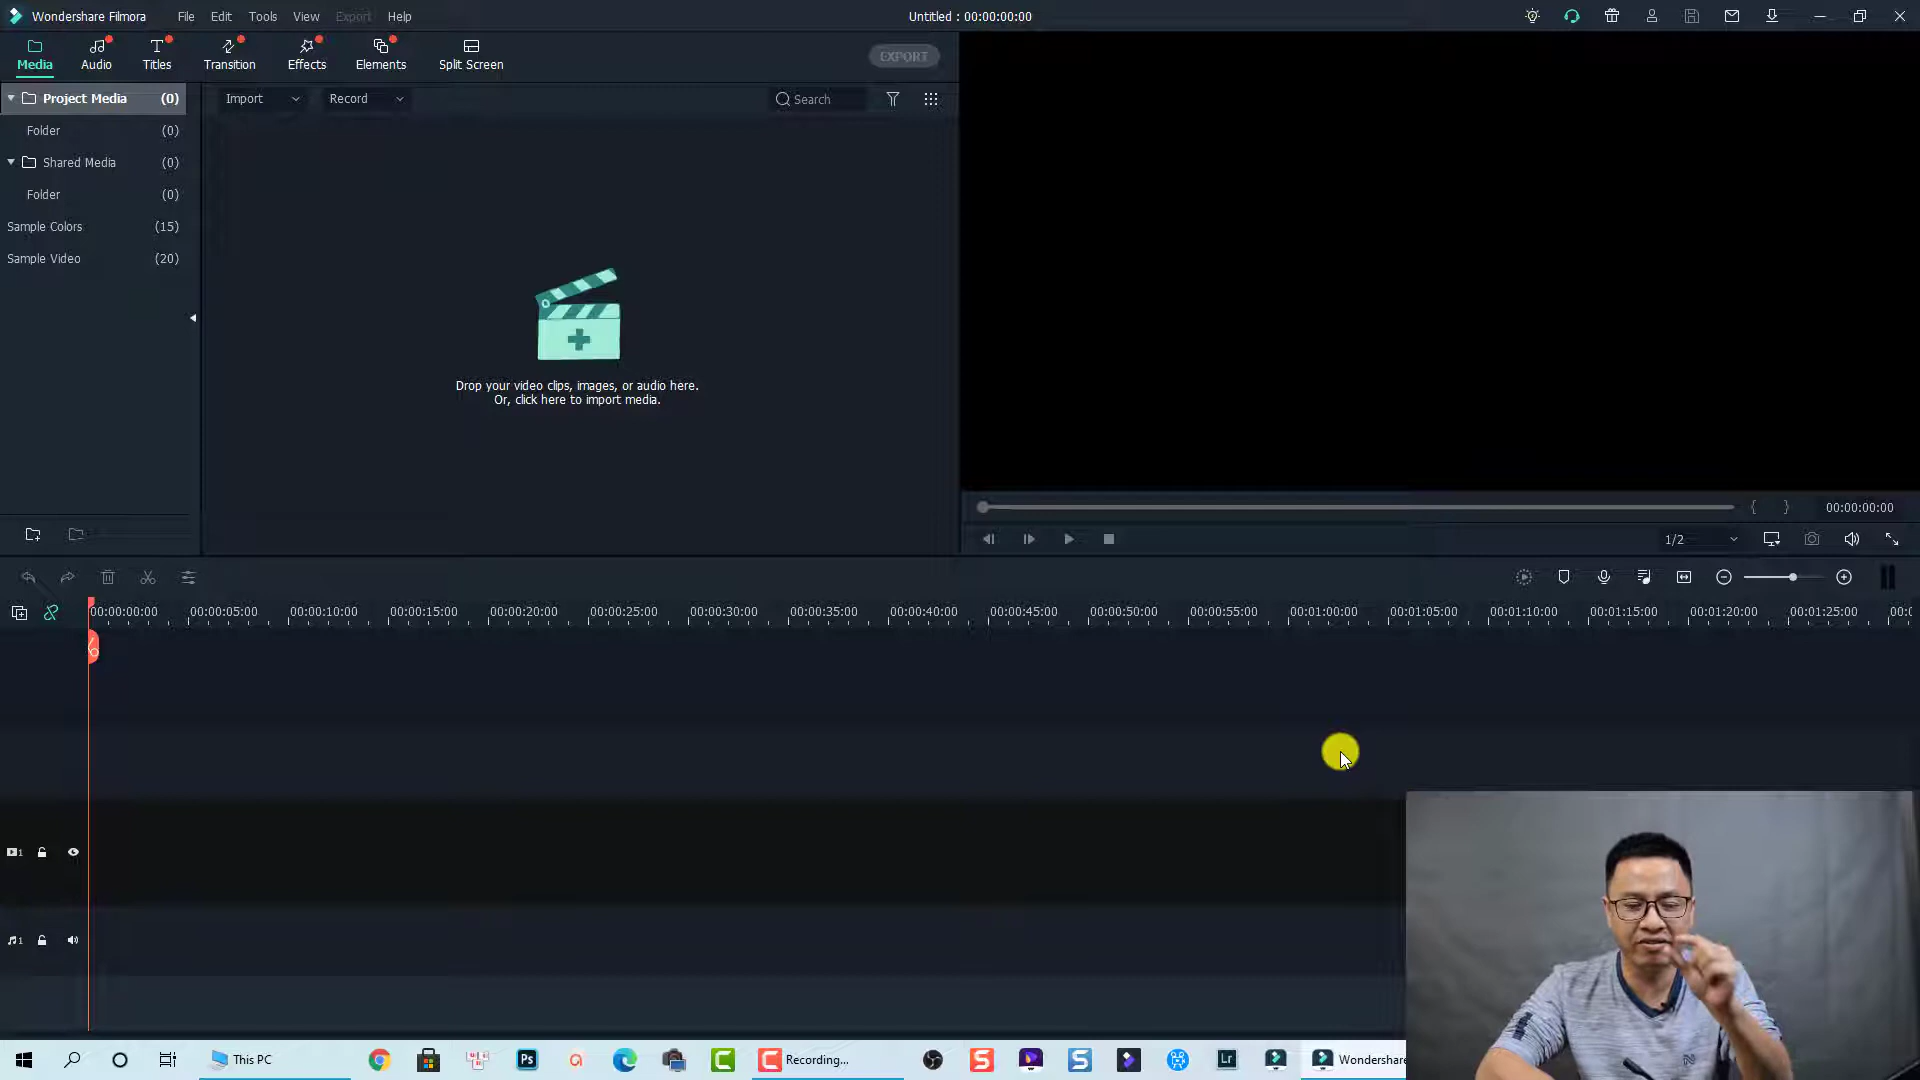 Wondershare Filmora File Edit Tools View Export Help Untitled : 00:00:00:00
Media Audio Titles Transition Effects Elements Split Screen EXPORT
Project Media (0) Import Record Search
Folder (0)
Shared Media (0)
Folder (0)
Sample Colors (15)
Sample Video (20)
Drop your video clips, images, or audio here.
Or, click here to import media.
{ } 00:00:00:00
1/2
00:00:00:00 00:00:05:00 00:00:10:00 00:00:15:00 00:00:20:00 00:00:25:00 00:00:30:00 00:00:35:00 00:00:40:00 00:00:45:00 00:00:50:00 00:00:55:00 00:01:00:00 00:01:05:00 00:01:10:00 00:01:15:00 00:01:20:00 00:01:25:00 00:0
1
1
This PC Ps Recording... Lr Wondershare